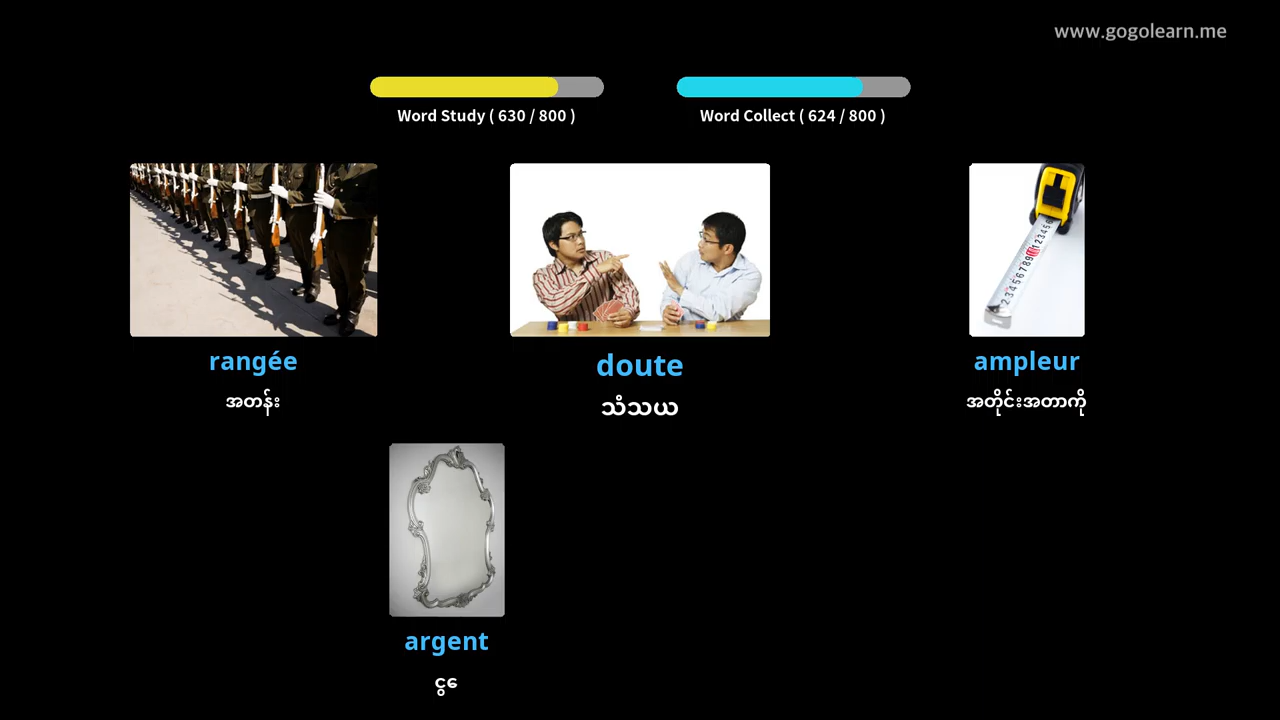 www.gogolearn.me
Word Study ( 630 / 800 )
Word Collect ( 624 / 800 )
rangée
doute
ampleur
အတန်း
သံသယ
အတိုင်းအတာကို
argent
ငွေ